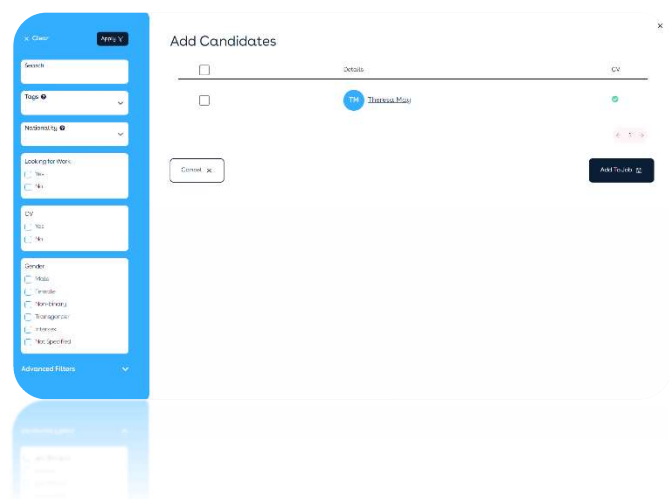 × Clear
Apply
Search
Tags
Nationality
Looking for Work
Yes
No
CV
Yes
No
Gender
Male
Female
Non-binary
Transgender
Intersex
Not Specified
Advanced Filters
Add Candidates
Details CV
TM Theresa May
1
Cancel ×
Add To Job